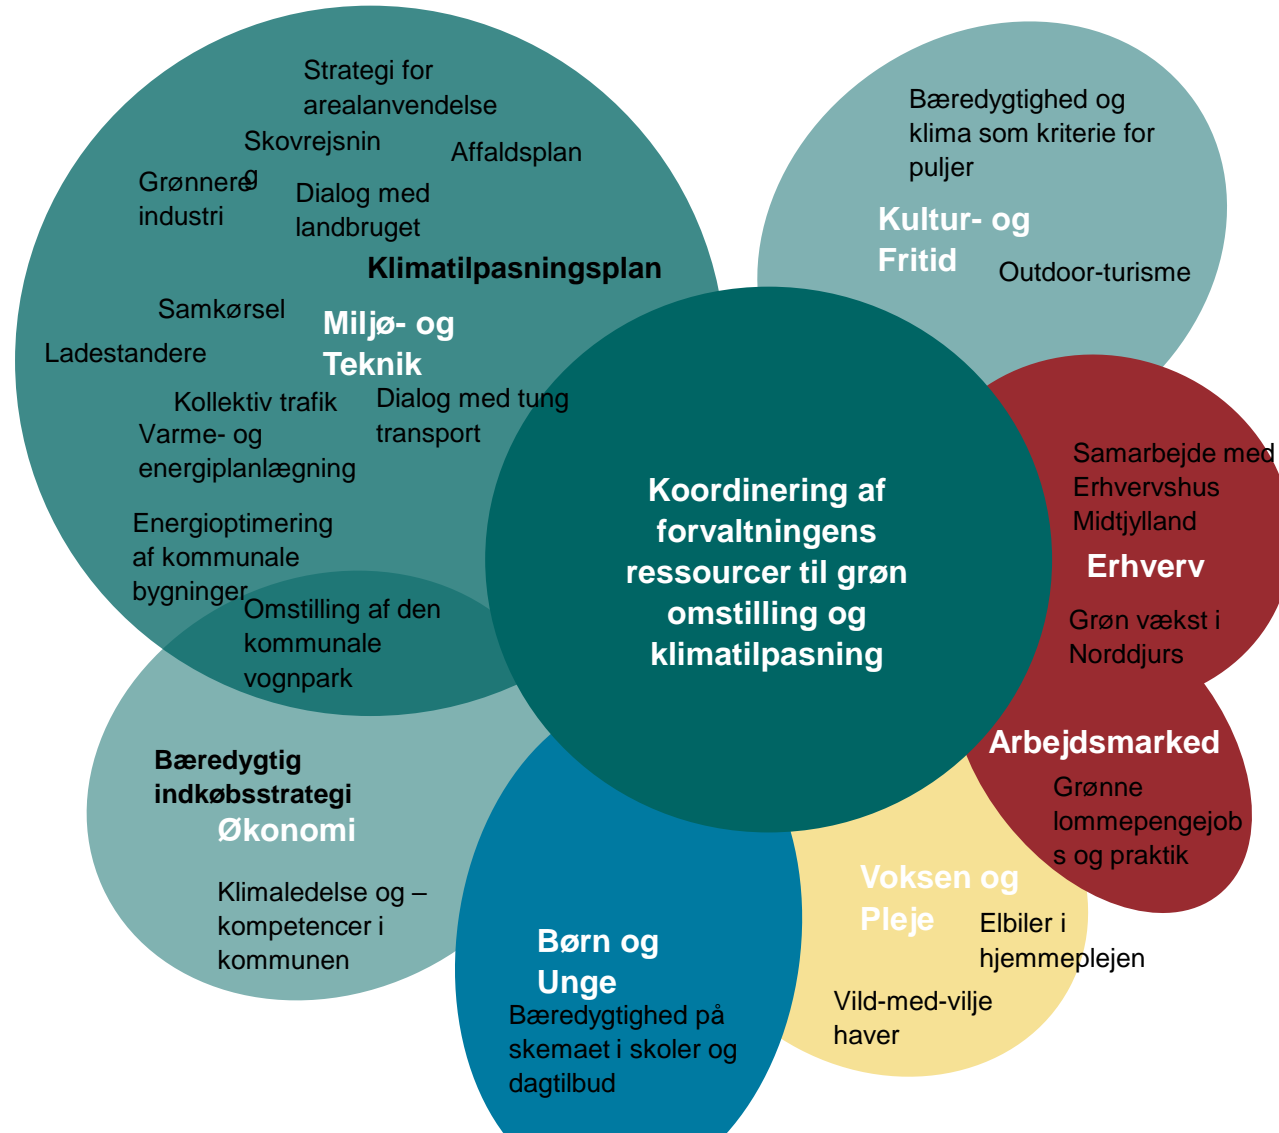 Strategi for
arealanvendelse
Skovrejsnin
g
Affaldsplan
Grønnere
industri
Dialog med
landbruget
Klimatilpasningsplan
Samkørsel
Miljø- og
Teknik
Ladestandere
Kollektiv trafik
Dialog med tung
transport
Varme- og
energiplanlægning
Energioptimering
af kommunale
bygninger
Omstilling af den
kommunale
vognpark
Bæredygtighed og
klima som kriterie for
puljer
Kultur- og
Fritid
Outdoor-turisme
Koordinering af
forvaltningens
ressourcer til grøn
omstilling og
klimatilpasning
Samarbejde med
Erhvervshus
Midtjylland
Erhverv
Grøn vækst i
Norddjurs
Arbejdsmarked
Grønne
lommepengejob
s og praktik
Bæredygtig
indkøbsstrategi
Økonomi
Klimaledelse og –
kompetencer i
kommunen
Børn og
Unge
Bæredygtighed på
skemaet i skoler og
dagtilbud
Voksen og
Pleje
Elbiler i
hjemmeplejen
Vild-med-vilje
haver